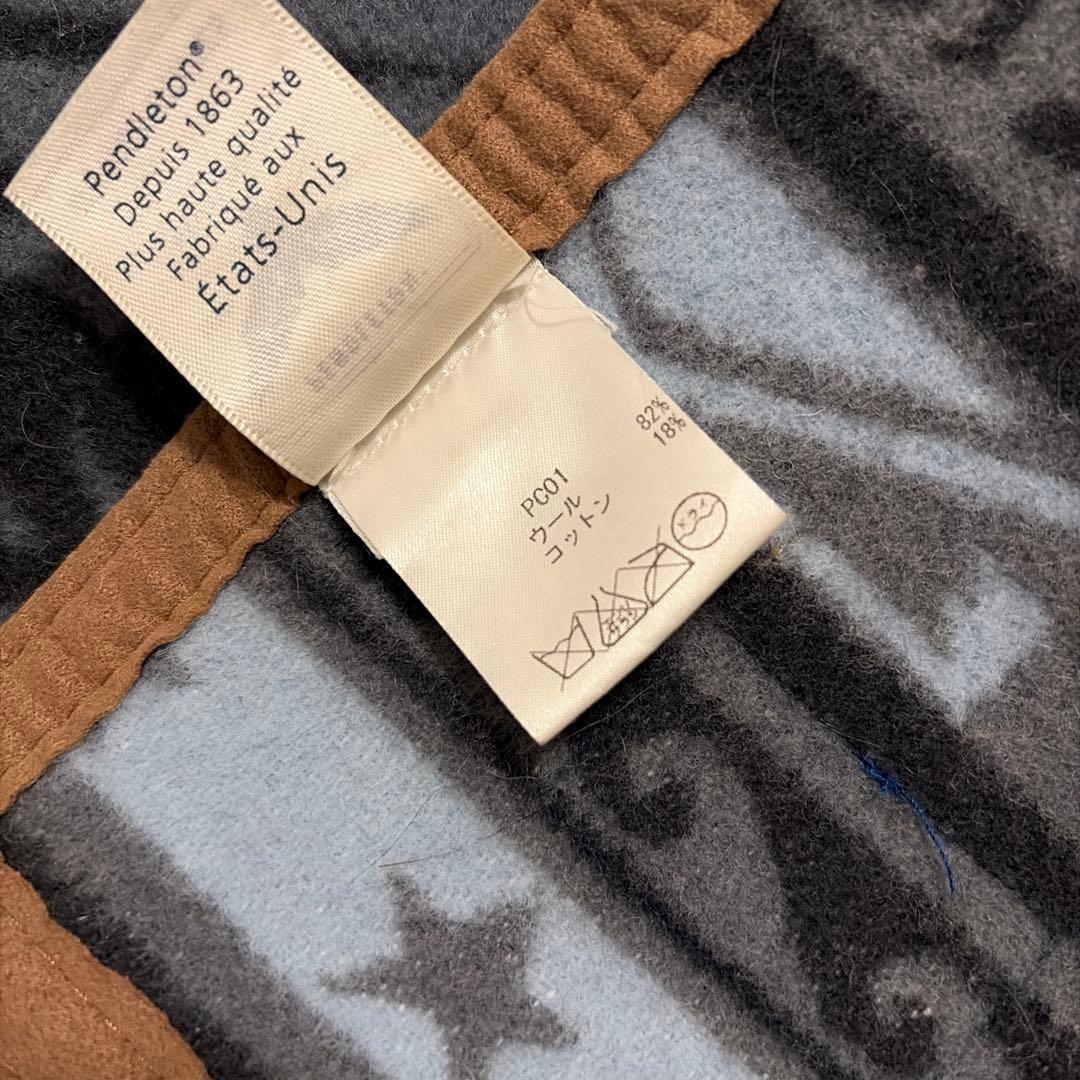 Pendleton®
Depuis 1863
Plus haute qualité
Fabriqué aux
États-Unis
PC01
ウール 82%
コットン 18%
ドライ